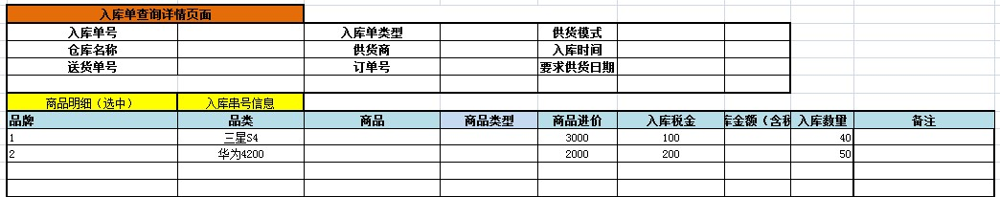 入库单查询详情页面
入库单号 入库单类型 供货模式
仓库名称 供货商 入库时间
送货单号 订单号 要求供货日期
商品明细（选中） 入库串号信息
品牌 品类 商品 商品类型 商品进价 入库税金 库金额（含税 入库数量 备注
1 三星S4 3000 100 40
2 华为4200 2000 200 50